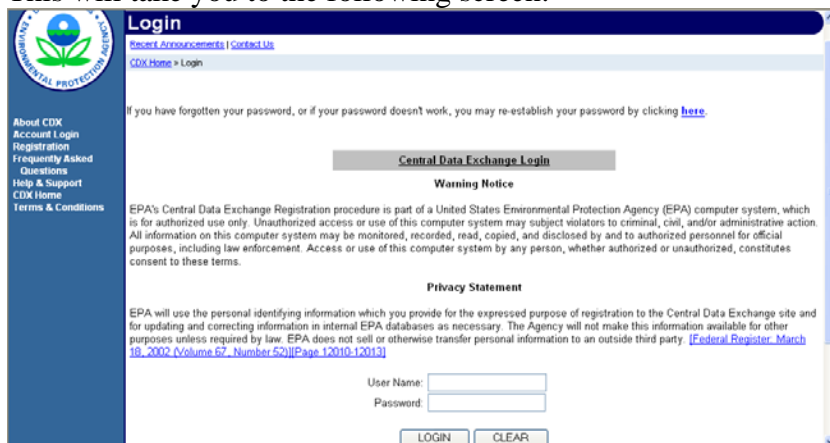 This will take you to the following screen:
Login
Recent Announcements | Contact Us
CDX Home » Login
ENVIRONMENTAL PROTECTION AGENCY
About CDX
Account Login
Registration
Frequently Asked
Questions
Help & Support
CDX Home
Terms & Conditions
If you have forgotten your password, or if your password doesn't work, you may re-establish your password by clicking here.
Central Data Exchange Login
Warning Notice
EPA's Central Data Exchange Registration procedure is part of a United States Environmental Protection Agency (EPA) computer system, which
is for authorized use only. Unauthorized access or use of this computer system may subject violators to criminal, civil, and/or administrative action.
All information on this computer system may be monitored, recorded, read, copied, and disclosed by and to authorized personnel for official
purposes, including law enforcement. Access or use of this computer system by any person, whether authorized or unauthorized, constitutes
consent to these terms.
Privacy Statement
EPA will use the personal identifying information which you provide for the expressed purpose of registration to the Central Data Exchange site and
for updating and correcting information in internal EPA databases as necessary. The Agency will not make this information available for other
purposes unless required by law. EPA does not sell or otherwise transfer personal information to an outside third party. [Federal Register: March
18, 2002 (Volume 67, Number 52)][Page 12010-12013]
User Name:
Password:
LOGIN CLEAR